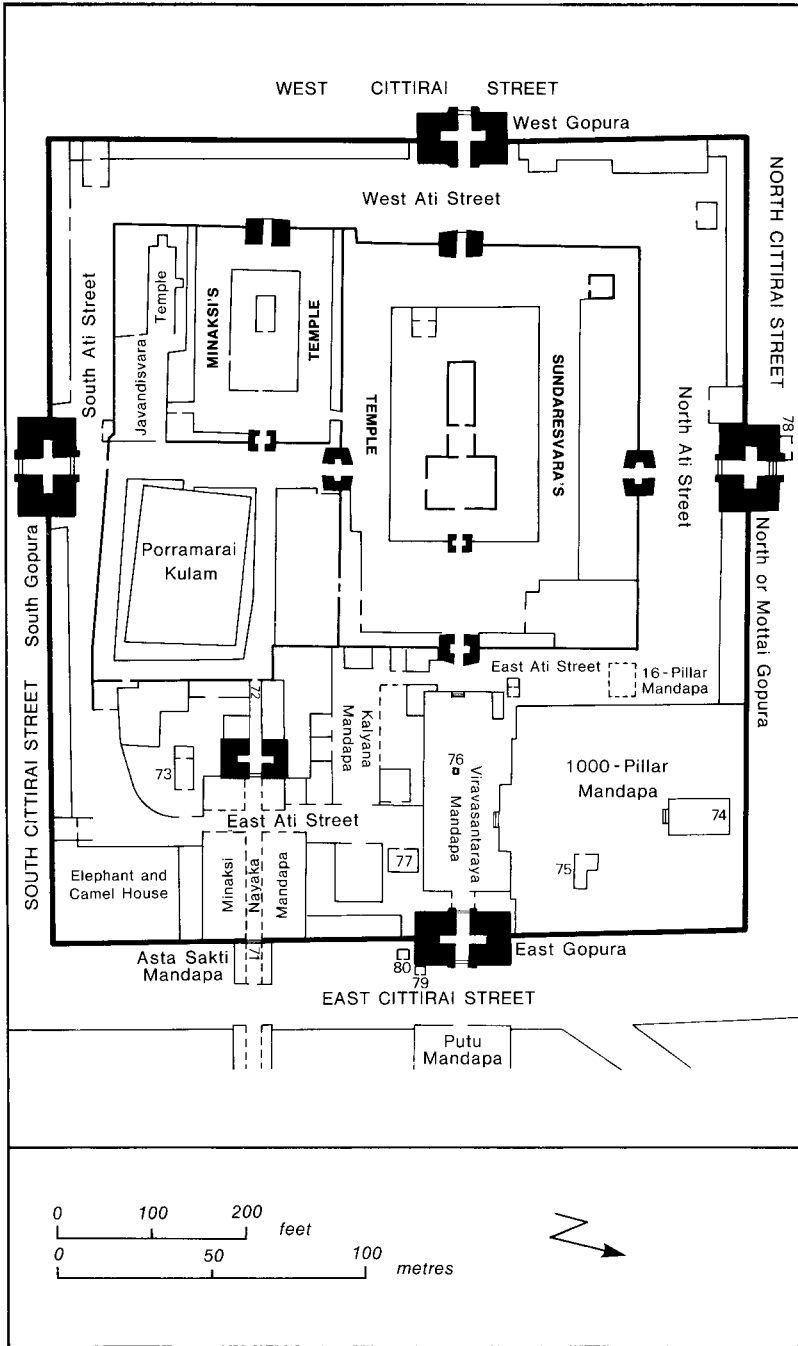 WEST CITTIRAI STREET
West Gopura
West Ati Street
NORTH CITTIRAI STREET
South Ati Street
Javandisvara
Temple
MINAKSI'S
TEMPLE
TEMPLE
SUNDARESVARA'S
North Ati Street
78
South Gopura
SOUTH CITTIRAI STREET
Porramarai
Kulam
North or Mottai Gopura
East Ati Street
16-Pillar
Mandapa
72
73
Kalyana
Mandapa
76
Viravasantaraya
Mandapa
1000-Pillar
Mandapa
74
75
East Ati Street
77
Elephant and
Camel House
Minaksi
Nayaka
Mandapa
71
Asta Sakti
Mandapa
80
79
East Gopura
EAST CITTIRAI STREET
Putu
Mandapa
0 100 200 feet
0 50 100 metres